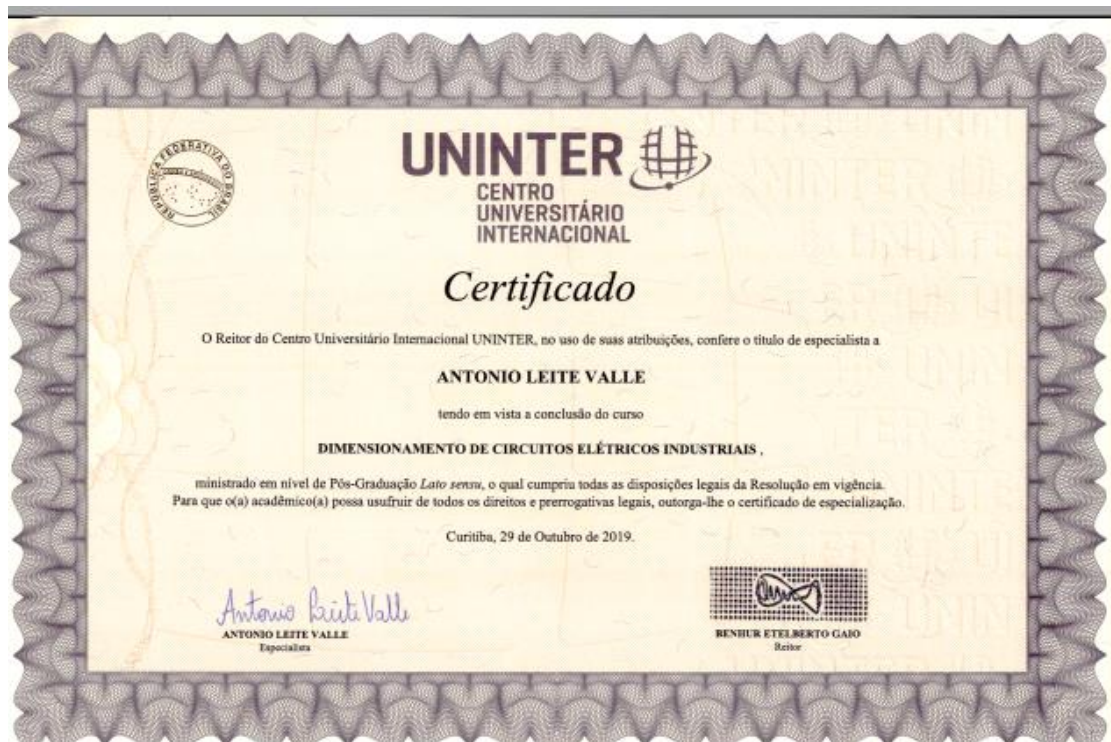 REPÚBLICA FEDERATIVA DO BRASIL
UNINTER
CENTRO
UNIVERSITÁRIO
INTERNACIONAL
Certificado
O Reitor do Centro Universitário Internacional UNINTER, no uso de suas atribuições, confere o título de especialista a
ANTONIO LEITE VALLE
tendo em vista a conclusão do curso
DIMENSIONAMENTO DE CIRCUITOS ELÉTRICOS INDUSTRIAIS ,
ministrado em nível de Pós-Graduação Lato sensu, o qual cumpriu todas as disposições legais da Resolução em vigência.
Para que o(a) acadêmico(a) possa usufruir de todos os direitos e prerrogativas legais, outorga-lhe o certificado de especialização.
Curitiba, 29 de Outubro de 2019.
Antonio Leite Valle
ANTONIO LEITE VALLE
Especialista
BENHUR ETELBERTO GAIO
Reitor